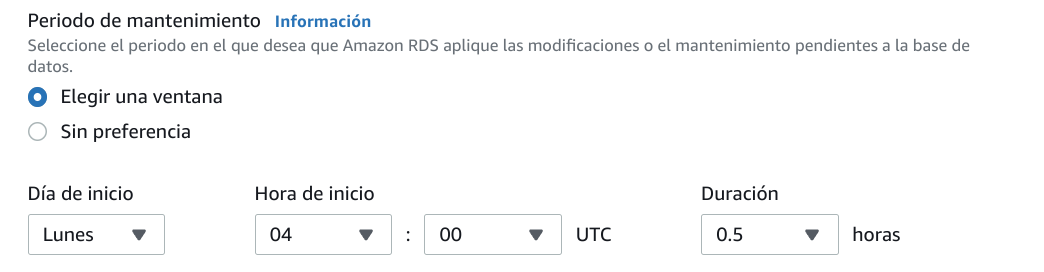 Periodo de mantenimiento Información
Seleccione el periodo en el que desea que Amazon RDS aplique las modificaciones o el mantenimiento pendientes a la base de
datos.
Elegir una ventana
Sin preferencia
Día de inicio Hora de inicio Duración
Lunes 04 : 00 UTC 0.5 horas